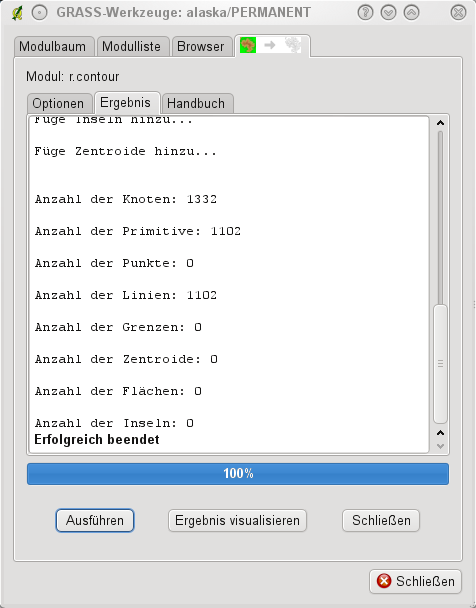 GRASS-Werkzeuge: alaska/PERMANENT
Modulbaum Modulliste Browser
Modul: r.contour
Optionen Ergebnis Handbuch
Füge Inseln hinzu...
Füge Zentroide hinzu...
Anzahl der Knoten: 1332
Anzahl der Primitive: 1102
Anzahl der Punkte: 0
Anzahl der Linien: 1102
Anzahl der Grenzen: 0
Anzahl der Zentroide: 0
Anzahl der Flächen: 0
Anzahl der Inseln: 0
Erfolgreich beendet
100%
Ausführen Ergebnis visualisieren Schließen
Schließen